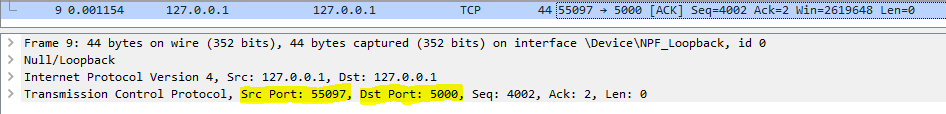 9 0.001154 127.0.0.1 127.0.0.1 TCP 44 55097 → 5000 [ACK] Seq=4002 Ack=2 Win=2619648 Len=0
Frame 9: 44 bytes on wire (352 bits), 44 bytes captured (352 bits) on interface \Device\NPF_Loopback, id 0
Null/Loopback
Internet Protocol Version 4, Src: 127.0.0.1, Dst: 127.0.0.1
Transmission Control Protocol, Src Port: 55097, Dst Port: 5000, Seq: 4002, Ack: 2, Len: 0